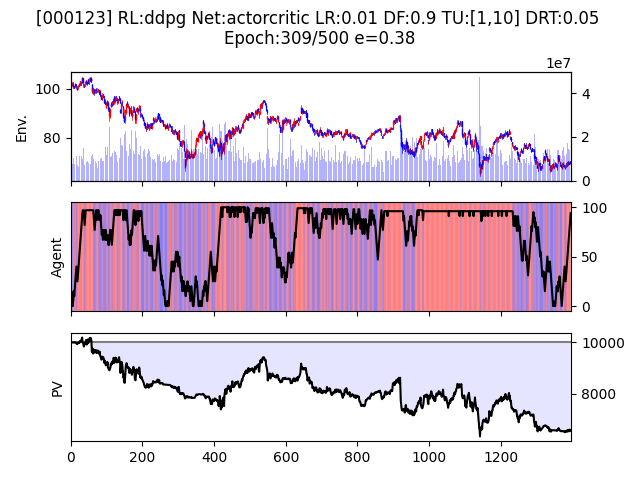 [000123] RL:ddpg Net:actorcritic LR:0.01 DF:0.9 TU:[1,10] DRT:0.05
Epoch:309/500 e=0.38
1e7
100
80
Env.
4
2
0
Agent
100
50
0
PV
10000
8000
0 200 400 600 800 1000 1200